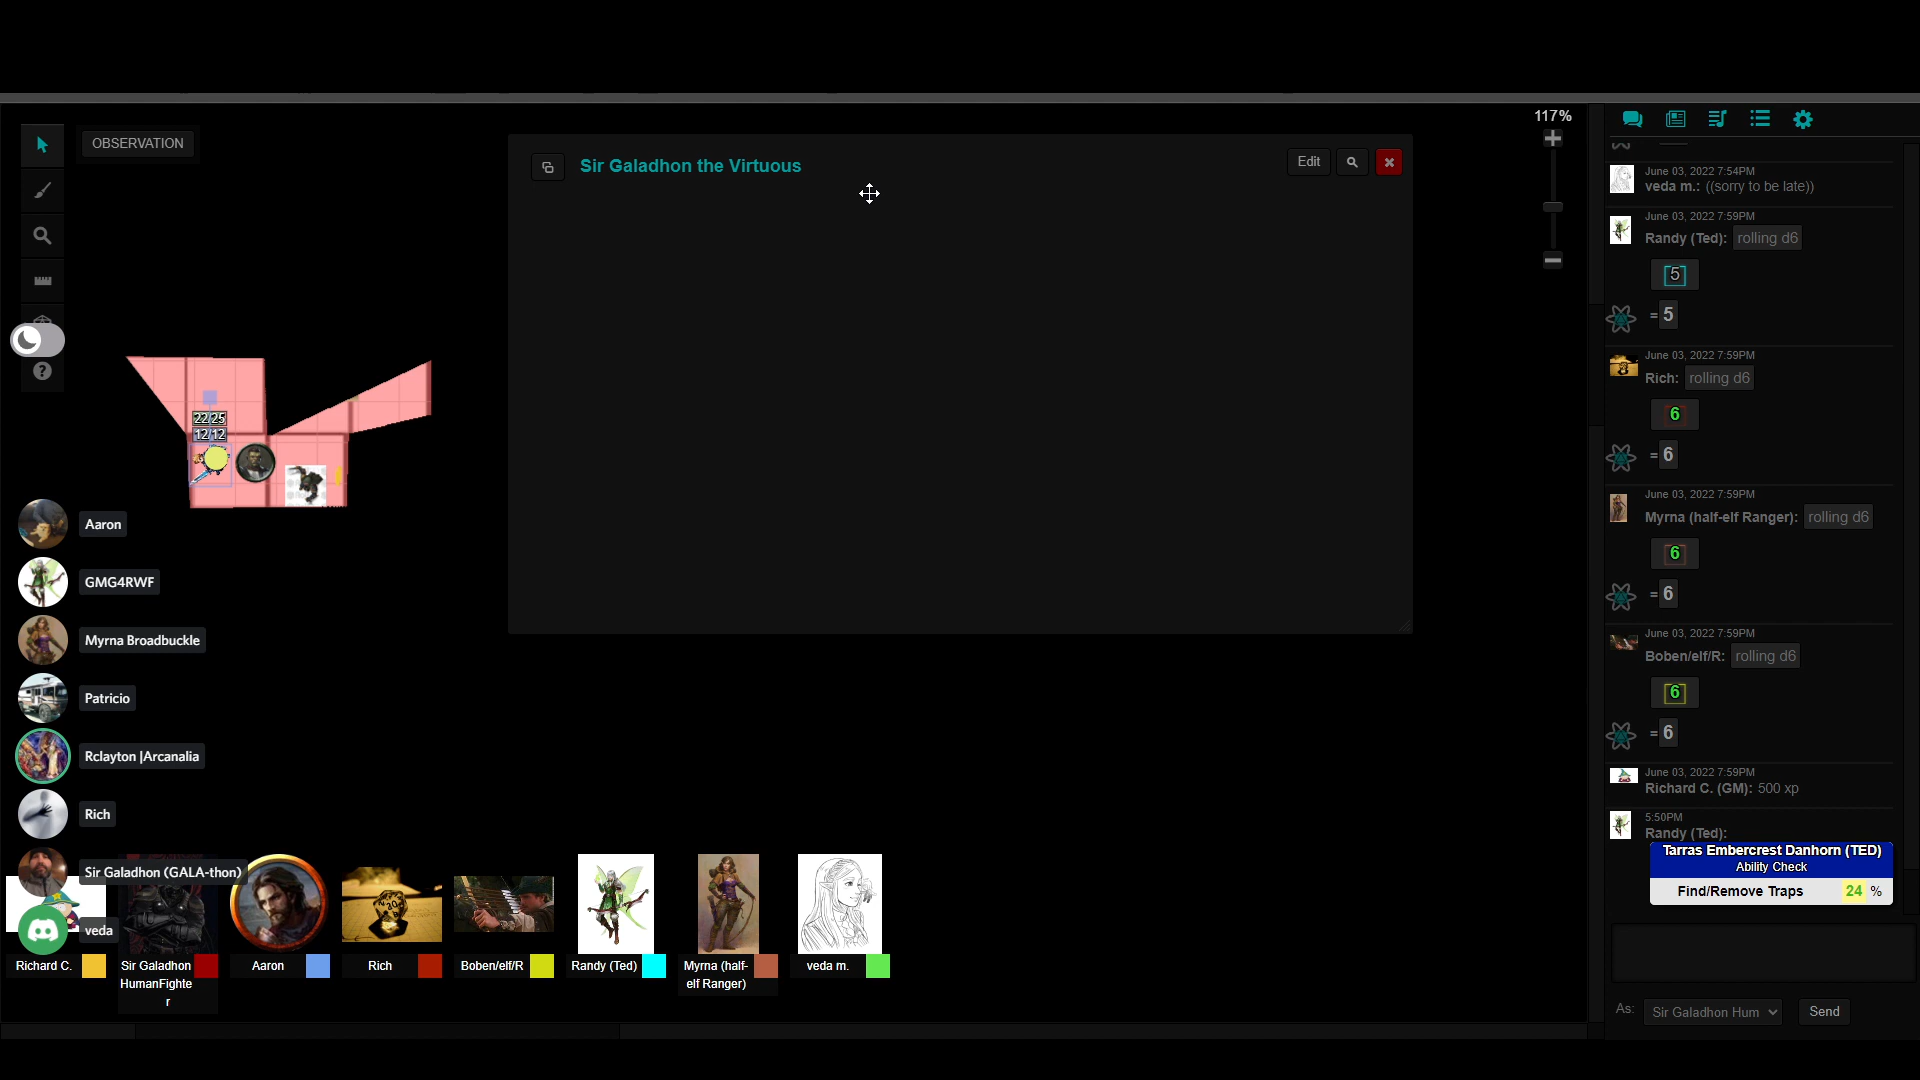 117%
OBSERVATION
Sir Galadhon the Virtuous
Edit
22/25
12/12
Aaron
GMG4RWF
Myrna Broadbuckle
Patricio
Rclayton |Arcanalia
Rich
Sir Galadhon (GALA-thon)
veda
Richard C.
Sir Galadhon
HumanFighte
r
Aaron
Rich
Boben/elf/R
Randy (Ted)
Myrna (half-
elf Ranger)
veda m.
June 03, 2022 7:54PM
veda m.: ((sorry to be late))
June 03, 2022 7:59PM
Randy (Ted): rolling d6
[5]
=5
June 03, 2022 7:59PM
Rich: rolling d6
[6]
=6
June 03, 2022 7:59PM
Myrna (half-elf Ranger): rolling d6
[6]
=6
June 03, 2022 7:59PM
Boben/elf/R: rolling d6
[6]
=6
June 03, 2022 7:59PM
Richard C. (GM): 500 xp
5:50PM
Randy (Ted):
Tarras Embercrest Danhorn (TED)
Ability Check
Find/Remove Traps 24 %
As: Sir Galadhon Hum
Send